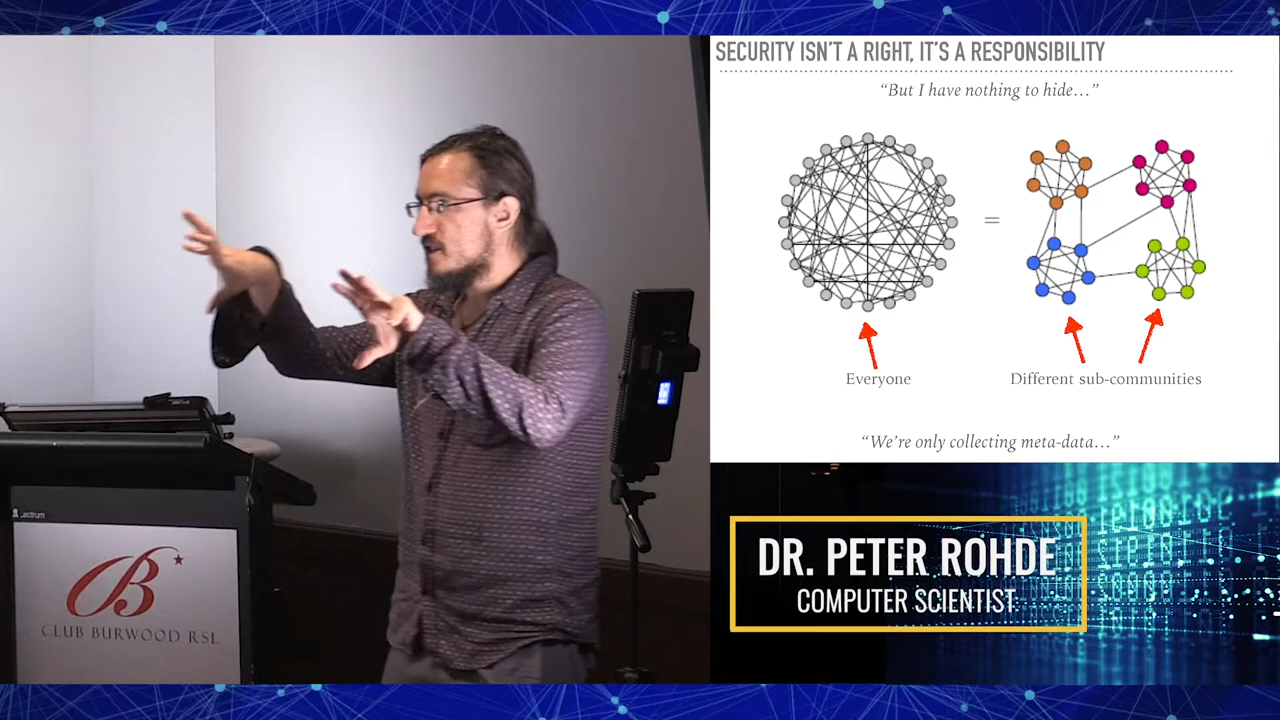 SECURITY ISN'T A RIGHT, IT'S A RESPONSIBILITY
“But I have nothing to hide…”
=
Everyone
Different sub-communities
“We’re only collecting meta-data…”
DR. PETER ROHDE
COMPUTER SCIENTIST
Lectrum
B
CLUB BURWOOD RSL